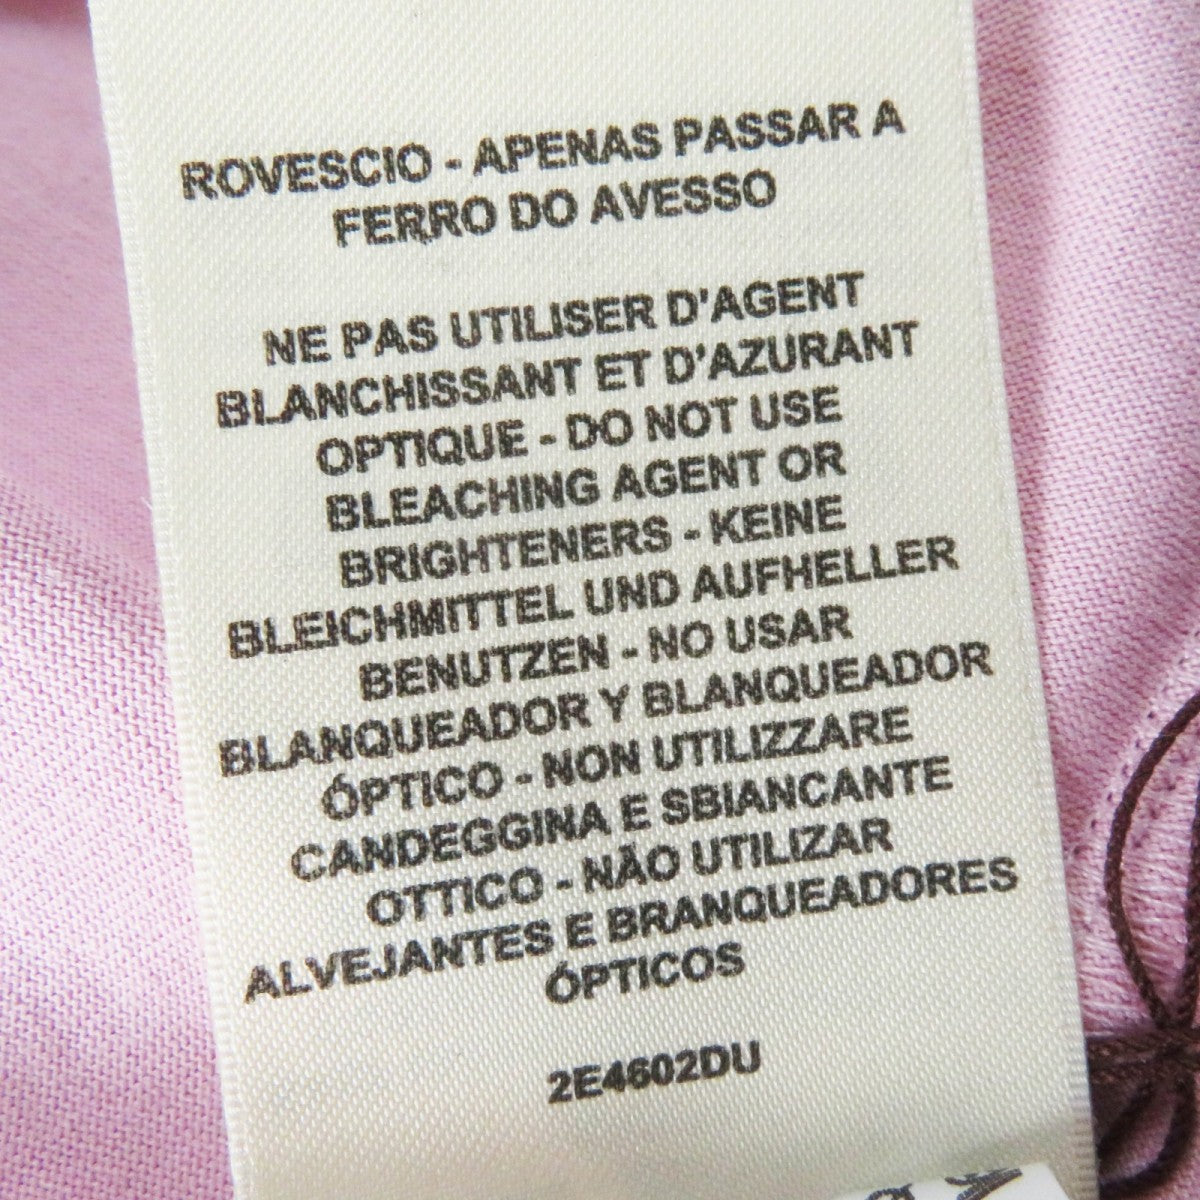 ROVESCIO - APENAS PASSAR A
FERRO DO AVESSO
NE PAS UTILISER D'AGENT
BLANCHISSANT ET D'AZURANT
OPTIQUE - DO NOT USE
BLEACHING AGENT OR
BRIGHTENERS - KEINE
BLEICHMITTEL UND AUFHELLER
BENUTZEN - NO USAR
BLANQUEADOR Y BLANQUEADOR
ÓPTICO - NON UTILIZZARE
CANDEGGINA E SBIANCANTE
OTTICO - NÃO UTILIZAR
ALVEJANTES E BRANQUEADORES
ÓPTICOS
2E4602DU